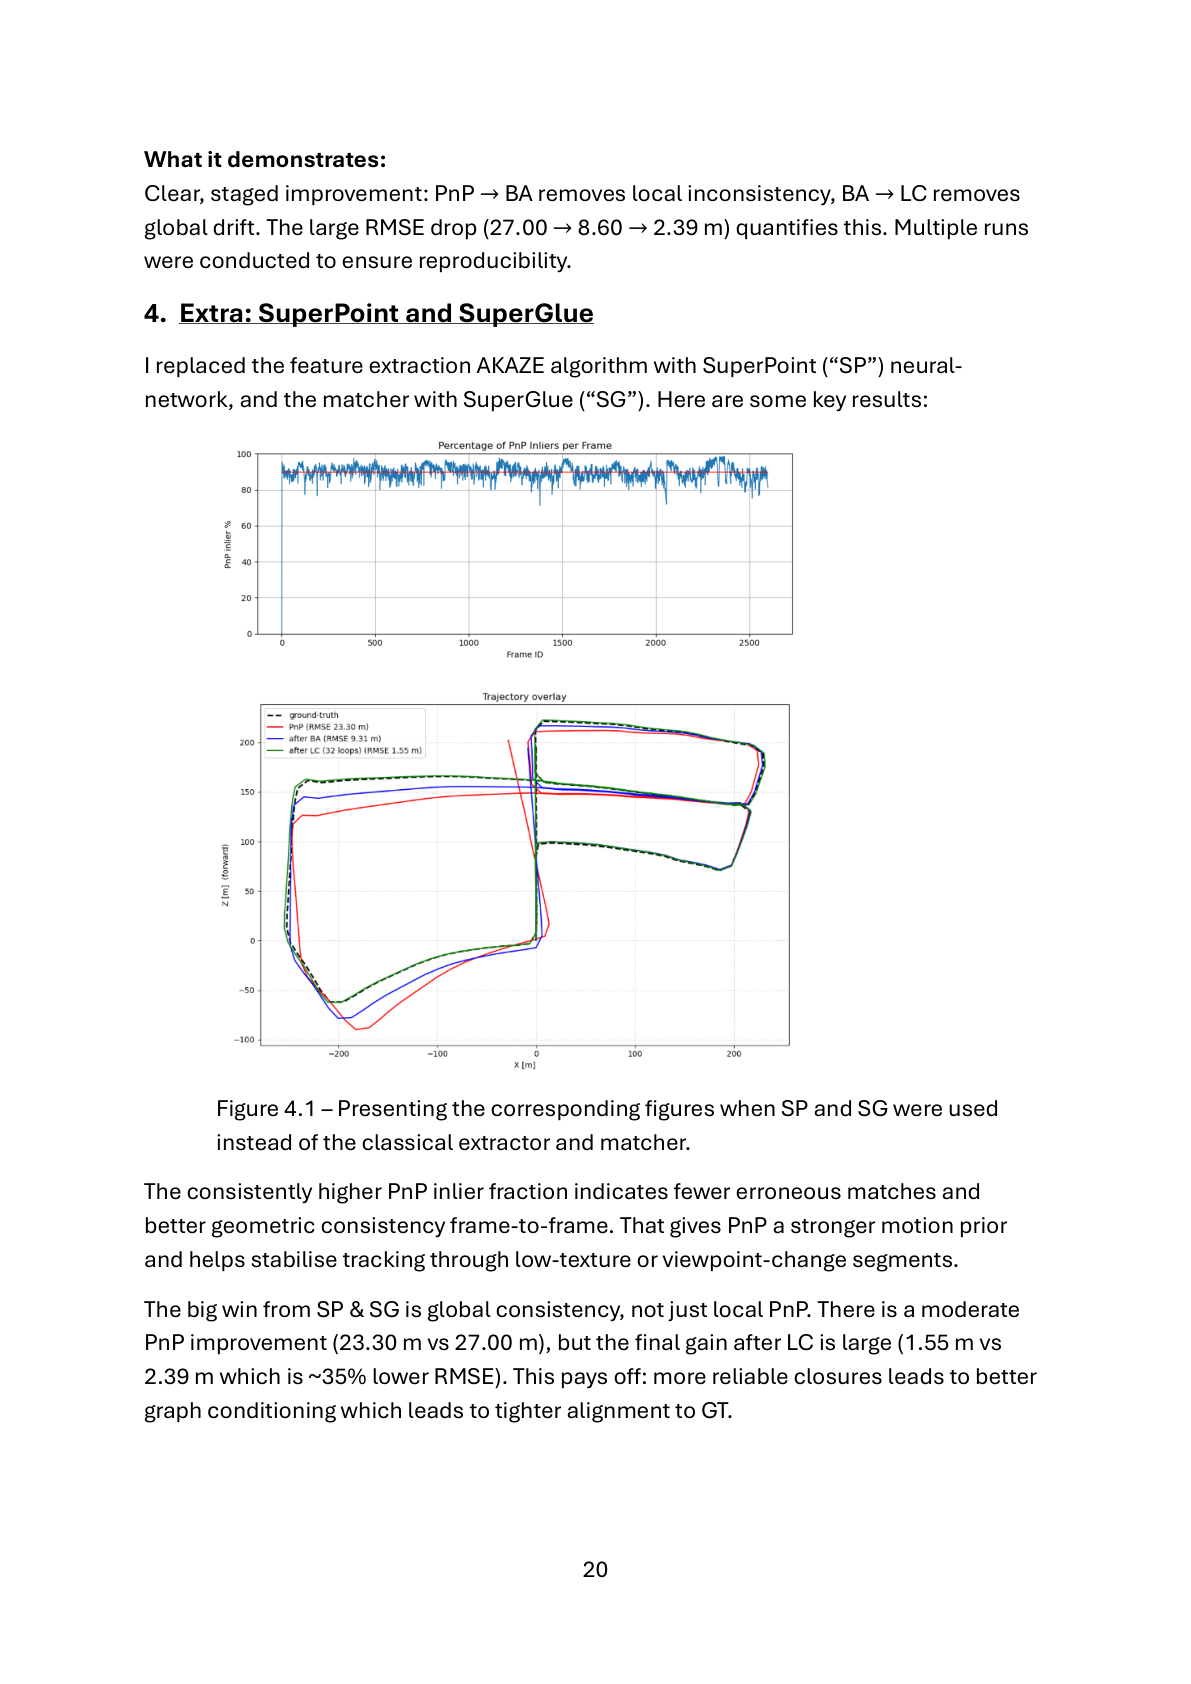 What it demonstrates:
Clear, staged improvement: PnP → BA removes local inconsistency, BA → LC removes
global drift. The large RMSE drop (27.00 → 8.60 → 2.39 m) quantifies this. Multiple runs
were conducted to ensure reproducibility.
4. Extra: SuperPoint and SuperGlue
I replaced the feature extraction AKAZE algorithm with SuperPoint (“SP”) neural-
network, and the matcher with SuperGlue (“SG”). Here are some key results:
Percentage of PnP Inliers per Frame
100
80
60
40
20
0
PnP inlier %
0 500 1000 1500 2000 2500
Frame ID
Trajectory overlay
ground-truth
PnP (RMSE 23.30 m)
after BA (RMSE 9.31 m)
after LC (32 loops) (RMSE 1.55 m)
200
150
100
50
0
−50
−100
Z [m] (forward)
−200 −100 0 100 200
X [m]
Figure 4.1 – Presenting the corresponding figures when SP and SG were used
instead of the classical extractor and matcher.
The consistently higher PnP inlier fraction indicates fewer erroneous matches and
better geometric consistency frame-to-frame. That gives PnP a stronger motion prior
and helps stabilise tracking through low-texture or viewpoint-change segments.
The big win from SP & SG is global consistency, not just local PnP. There is a moderate
PnP improvement (23.30 m vs 27.00 m), but the final gain after LC is large (1.55 m vs
2.39 m which is ~35% lower RMSE). This pays off: more reliable closures leads to better
graph conditioning which leads to tighter alignment to GT.
20